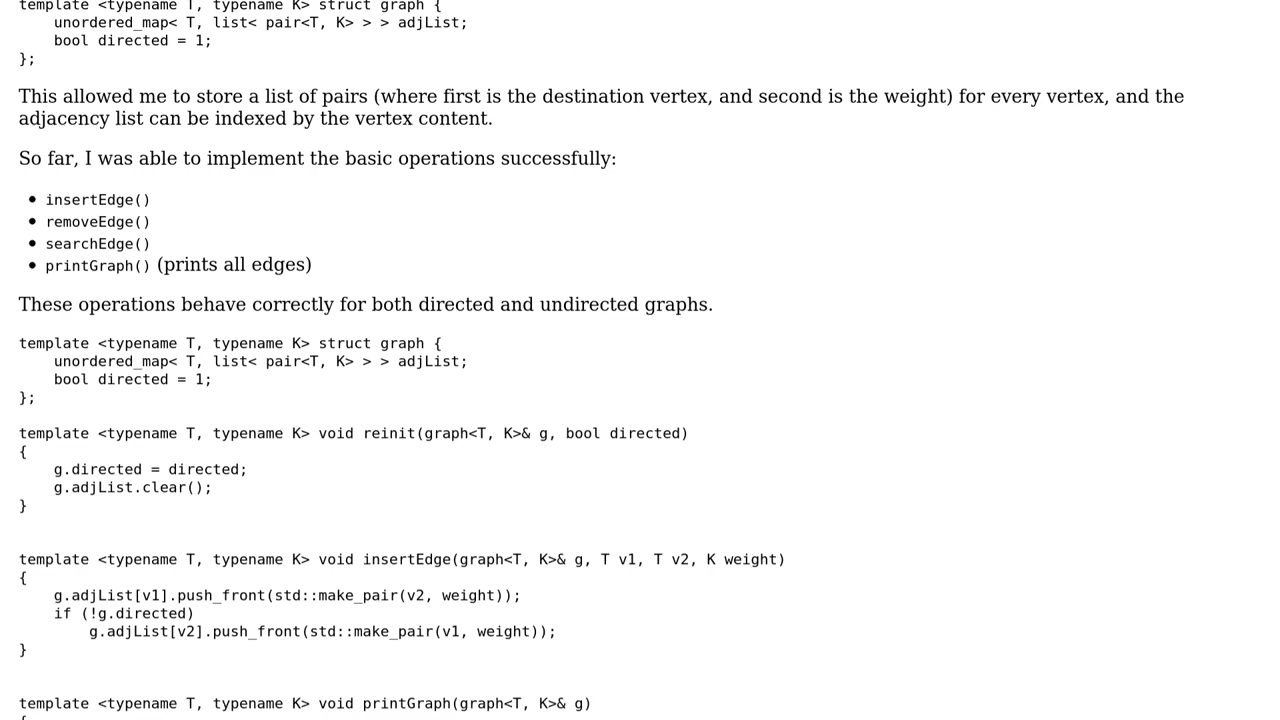 template <typename T, typename K> struct graph {
    unordered_map< T, list< pair<T, K> > > adjList;
    bool directed = 1;
};
This allowed me to store a list of pairs (where first is the destination vertex, and second is the weight) for every vertex, and the
adjacency list can be indexed by the vertex content.
So far, I was able to implement the basic operations successfully:
• insertEdge()
• removeEdge()
• searchEdge()
• printGraph() (prints all edges)
These operations behave correctly for both directed and undirected graphs.
template <typename T, typename K> struct graph {
    unordered_map< T, list< pair<T, K> > > adjList;
    bool directed = 1;
};
template <typename T, typename K> void reinit(graph<T, K>& g, bool directed)
{
    g.directed = directed;
    g.adjList.clear();
}
template <typename T, typename K> void insertEdge(graph<T, K>& g, T v1, T v2, K weight)
{
    g.adjList[v1].push_front(std::make_pair(v2, weight));
    if (!g.directed)
        g.adjList[v2].push_front(std::make_pair(v1, weight));
}
template <typename T, typename K> void printGraph(graph<T, K>& g)
{